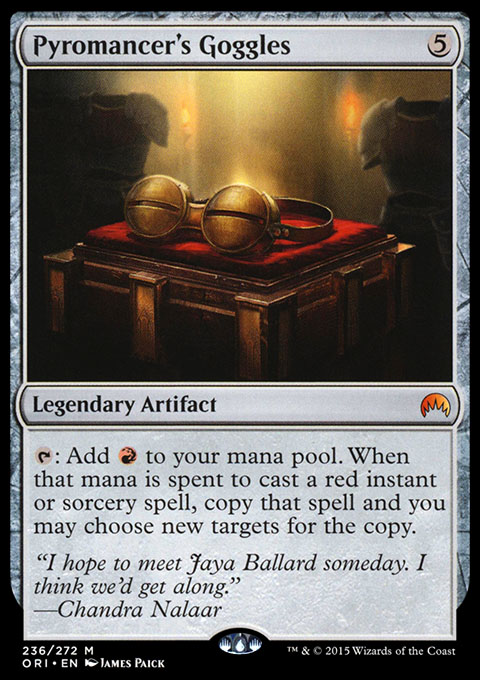 Pyromancer's Goggles 5
Legendary Artifact
: Add to your mana pool. When
that mana is spent to cast a red instant
or sorcery spell, copy that spell and you
may choose new targets for the copy.
“I hope to meet Jaya Ballard someday. I
think we’d get along.”
—Chandra Nalaar
236/272 M
ORI • EN James Paick
™ & © 2015 Wizards of the Coast